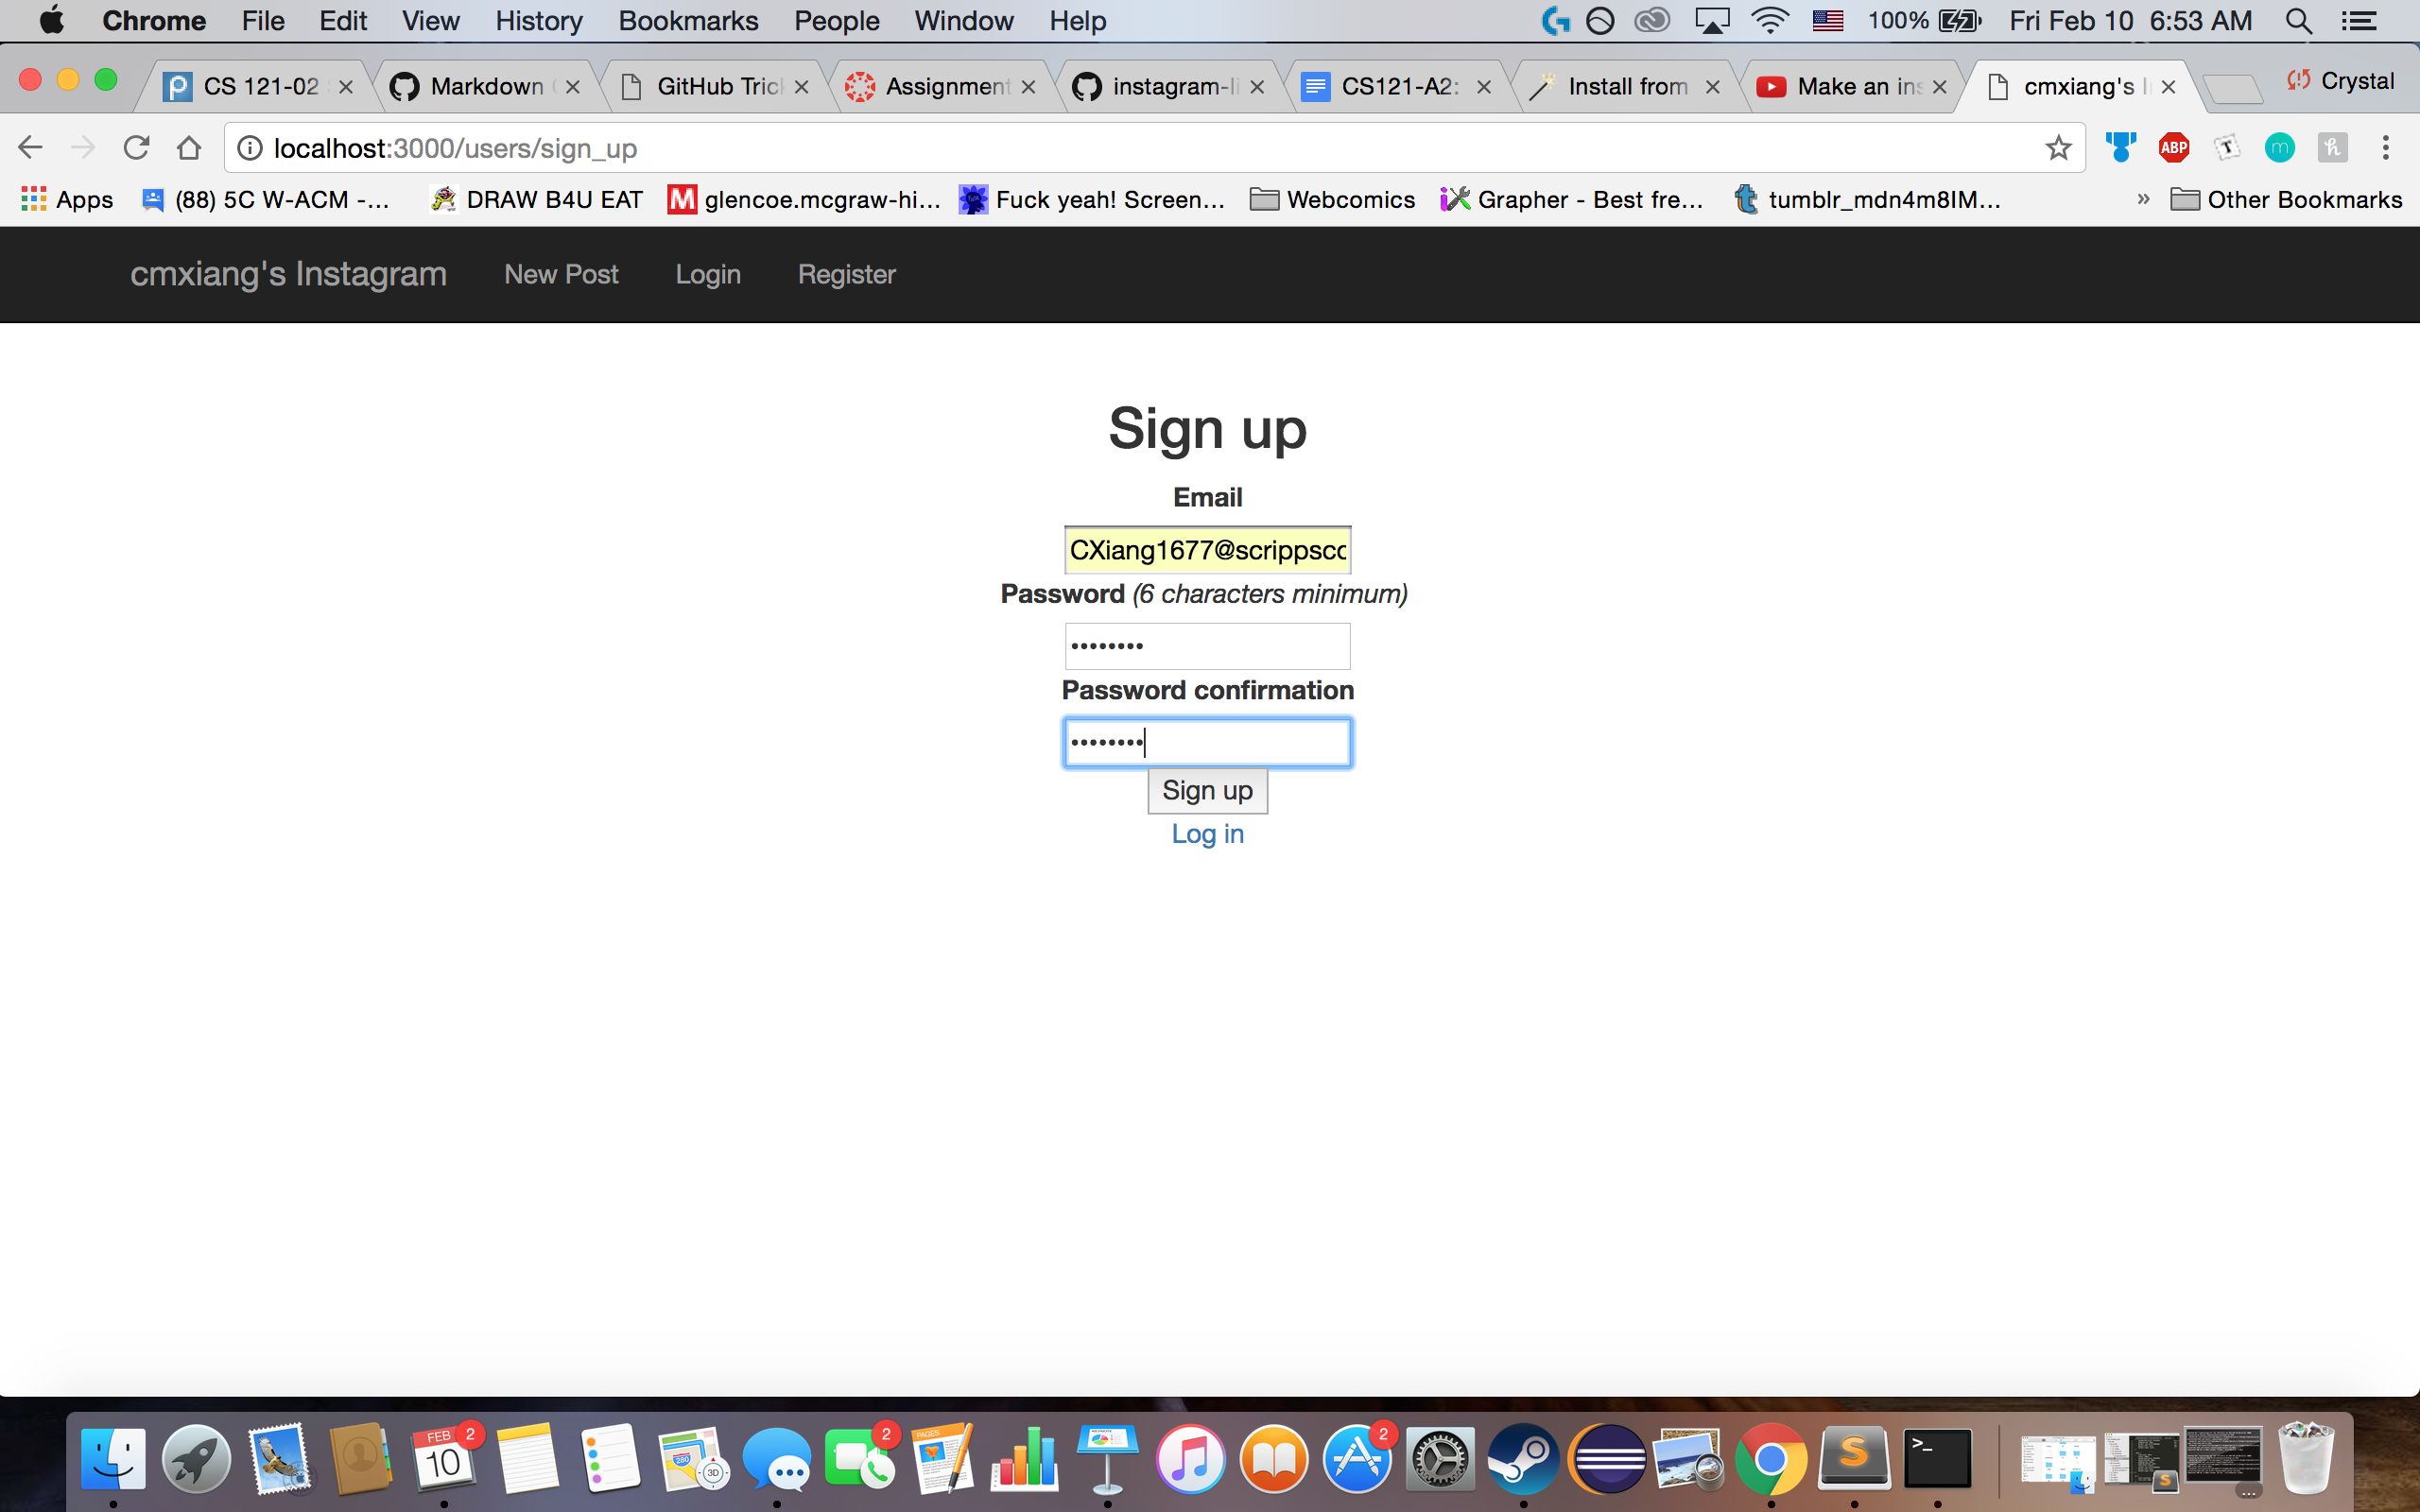 Chrome File Edit View History Bookmarks People Window Help 100% Fri Feb 10 6:53 AM
CS 121-02 Markdown GitHub Tric Assignment instagram-li CS121-A2: Install from Make an ins cmxiang's I Crystal
localhost:3000/users/sign_up ABP T m h
Apps (88) 5C W-ACM -... DRAW B4U EAT M glencoe.mcgraw-hi... Fuck yeah! Screen... Webcomics Grapher - Best fre... tumblr_mdn4m8IM... » Other Bookmarks
cmxiang's Instagram New Post Login Register
Sign up
Email
CXiang1677@scrippscc
Password (6 characters minimum)
••••••••
Password confirmation
••••••••
Sign up
Log in
FEB 2 10 280 3D 2 PAGES 2 S >_